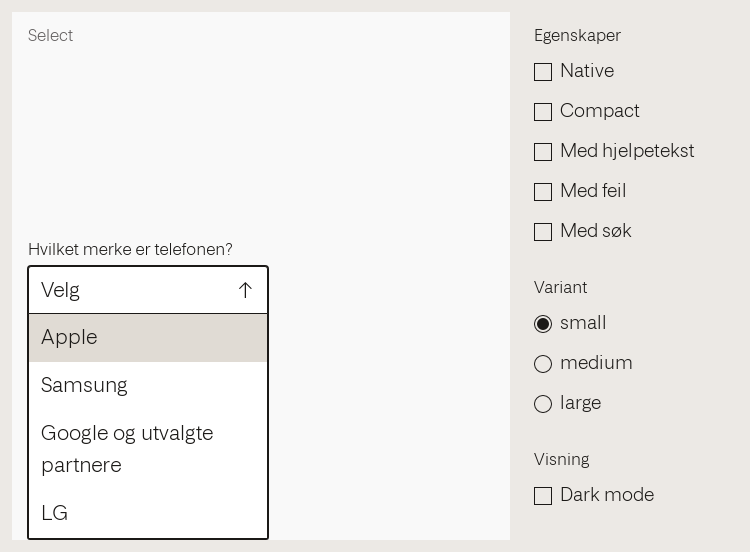 Select
Hvilket merke er telefonen?
Velg
Apple
Samsung
Google og utvalgte
partnere
LG
Egenskaper
Native
Compact
Med hjelpetekst
Med feil
Med søk
Variant
small
medium
large
Visning
Dark mode